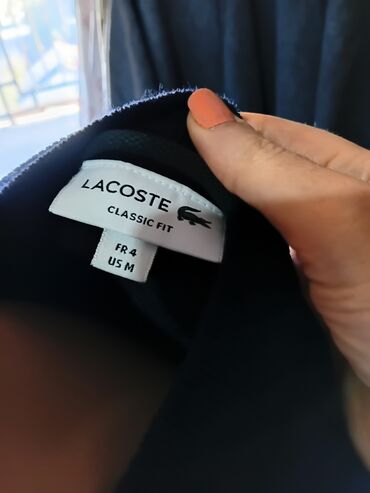 LACOSTE
CLASSIC FIT
FR 4
US M